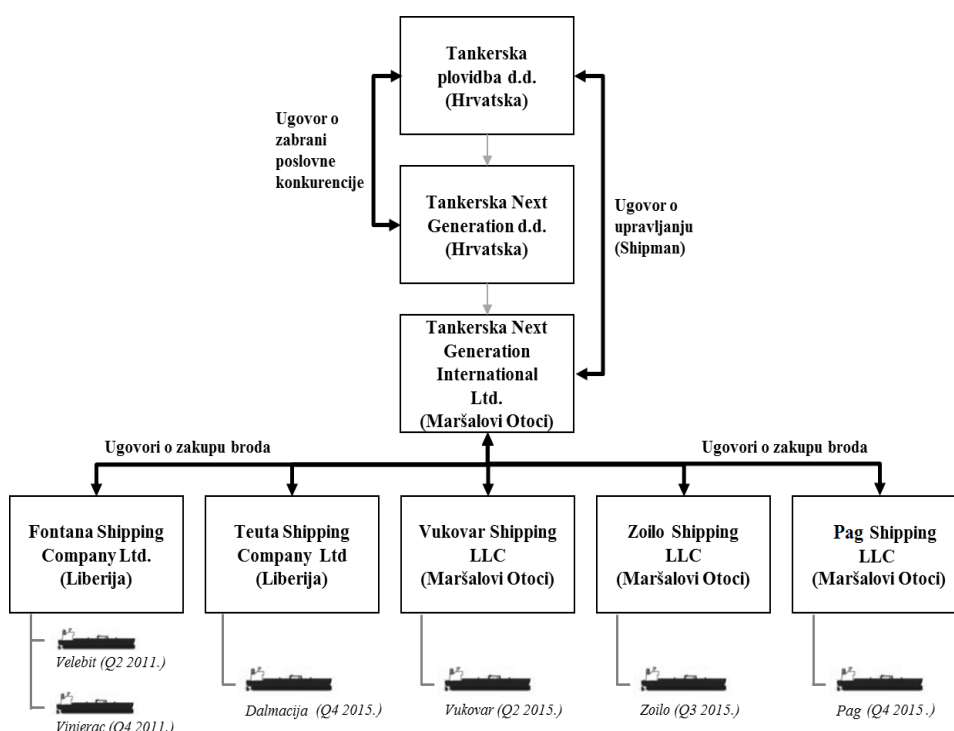 Tankerska
plovidba d.d.
(Hrvatska)
Ugovor o
zabrani
poslovne
konkurencije
Tankerska Next
Generation d.d.
(Hrvatska)
Ugovor o
upravljanju
(Shipman)
Tankerska Next
Generation
International
Ltd.
(Maršalovi Otoci)
Ugovori o zakupu broda
Ugovori o zakupu broda
Fontana Shipping
Company Ltd.
(Liberija)
Teuta Shipping
Company Ltd
(Liberija)
Vukovar Shipping
LLC
(Maršalovi Otoci)
Zoilo Shipping
LLC
(Maršalovi Otoci)
Pag Shipping
LLC
(Maršalovi Otoci)
Velebit (Q2 2011.)
Vinjerac (Q4 2011.)
Dalmacija (Q4 2015.)
Vukovar (Q2 2015.)
Zoilo (Q3 2015.)
Pag (Q4 2015.)